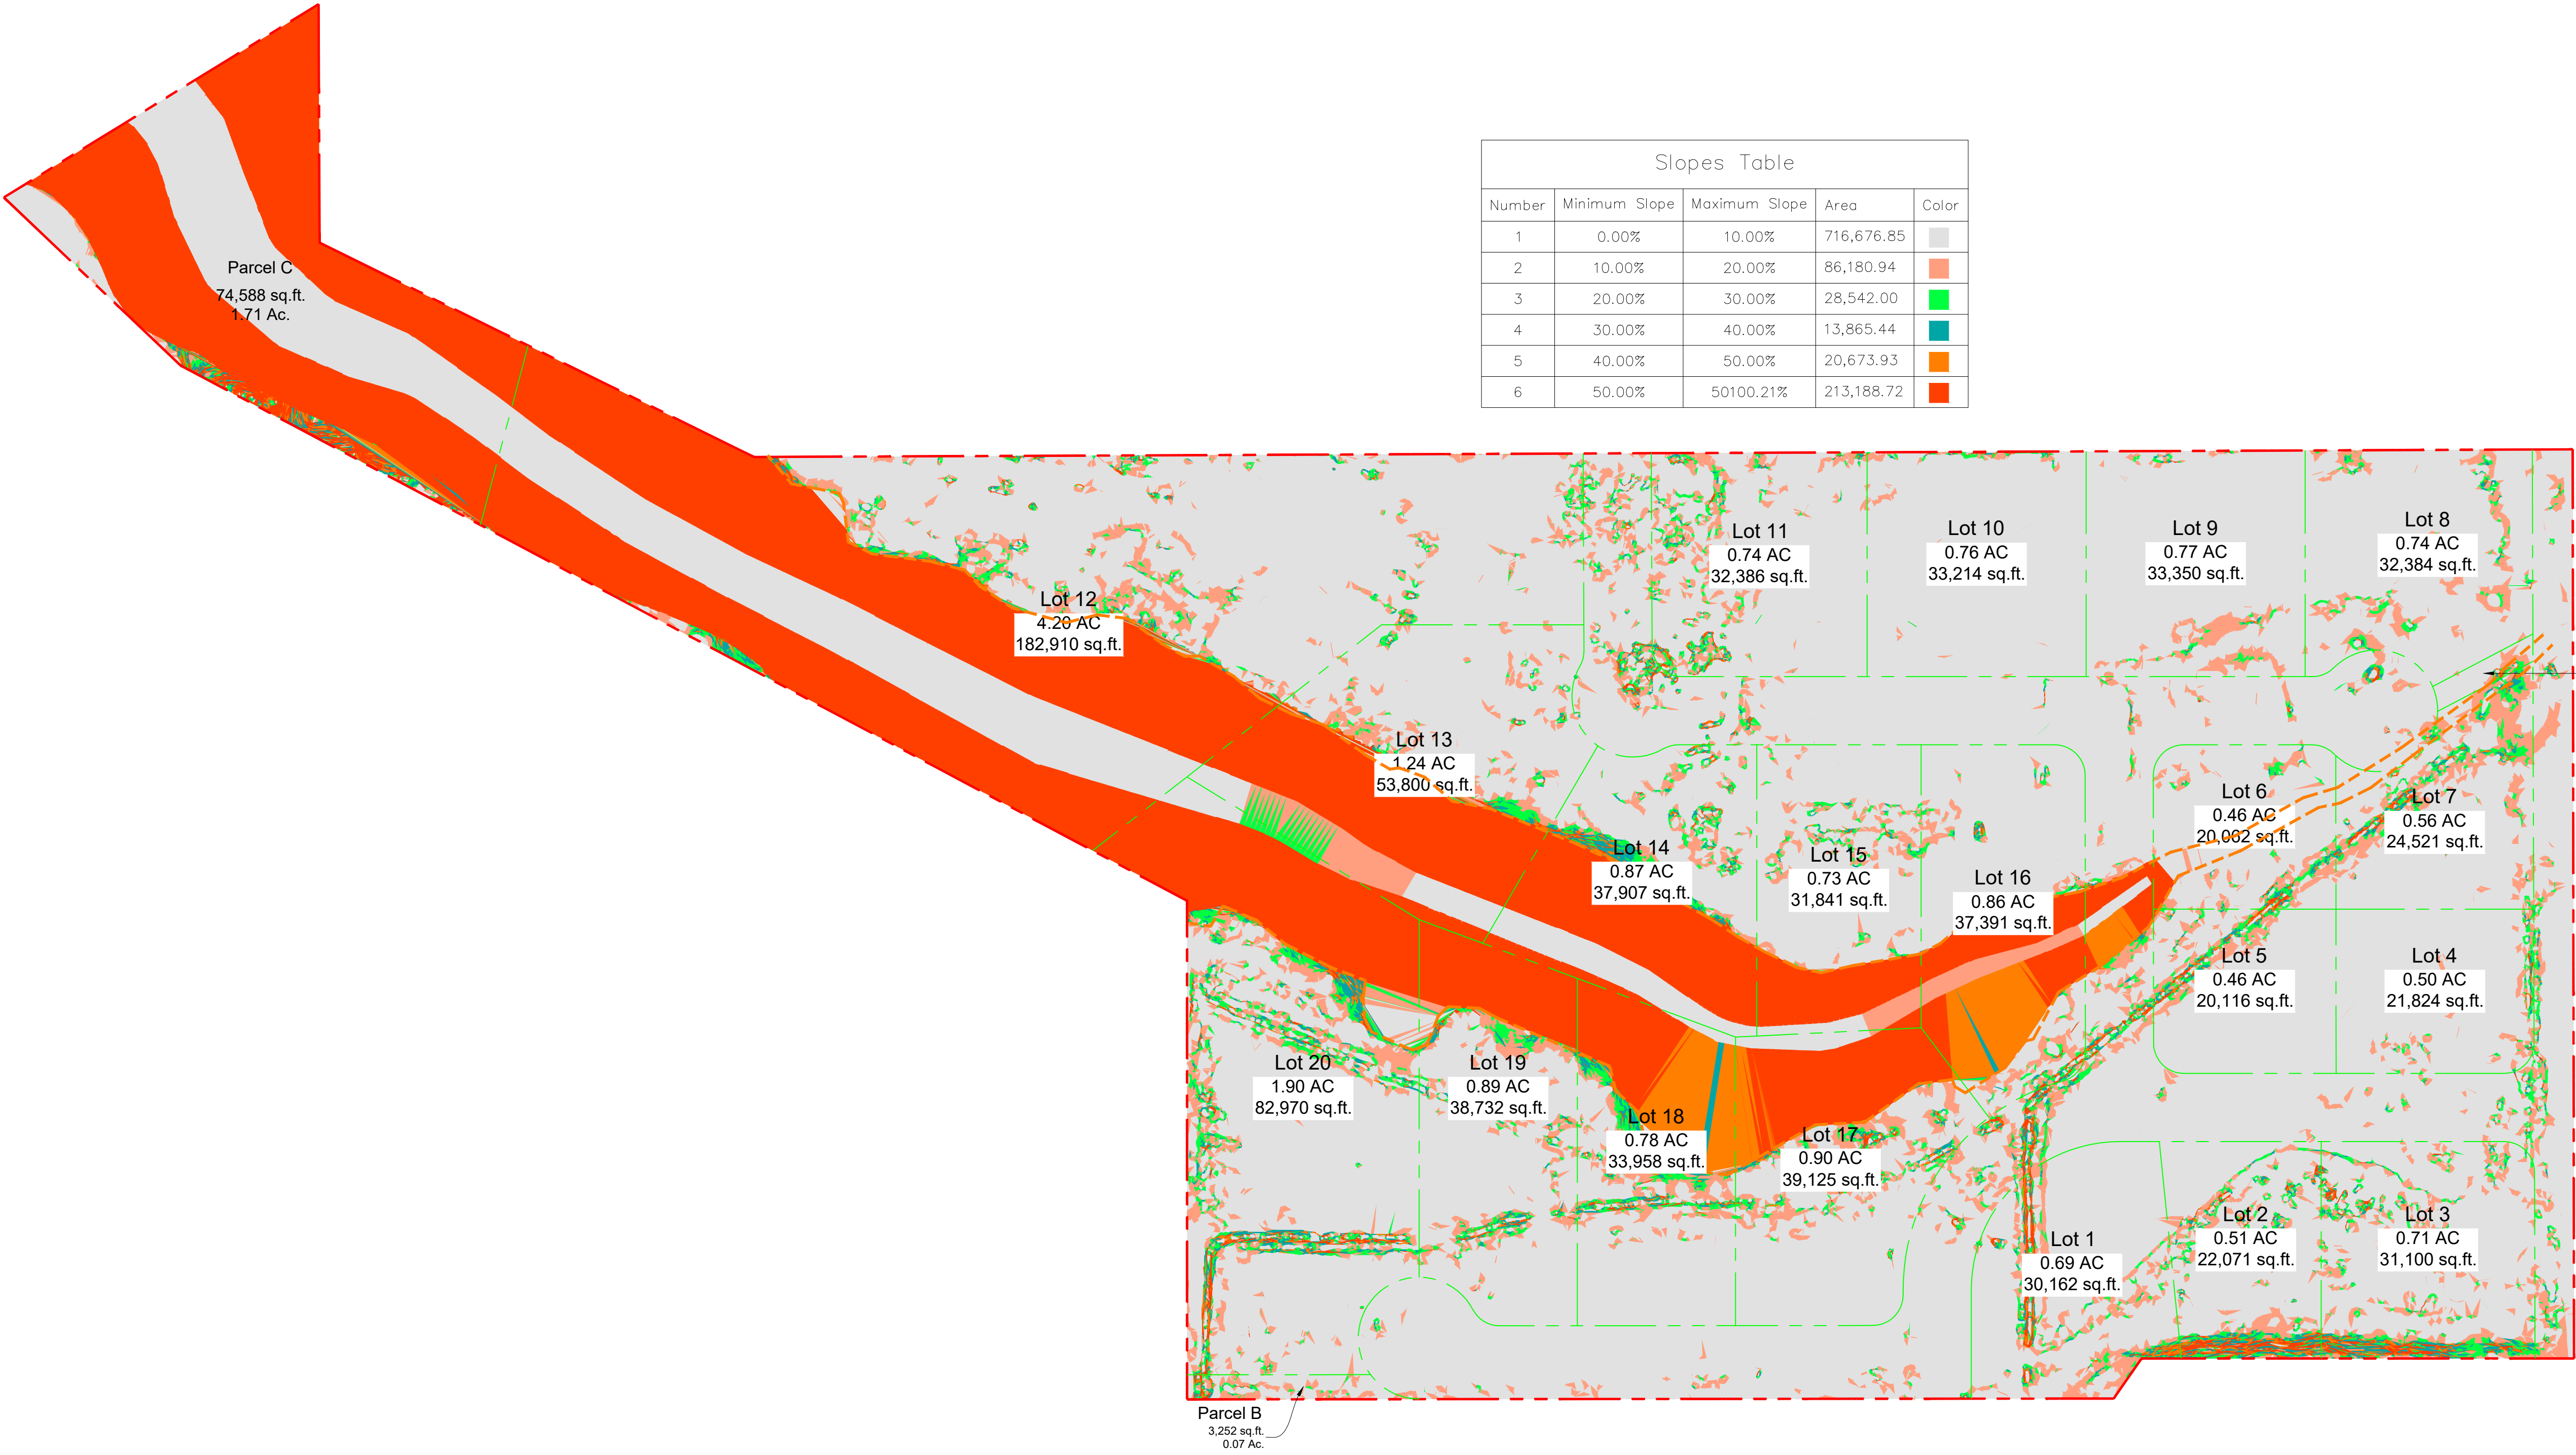 Slopes Table
Number Minimum Slope Maximum Slope Area Color
1 0.00% 10.00% 716,676.85
2 10.00% 20.00% 86,180.94
3 20.00% 30.00% 28,542.00
4 30.00% 40.00% 13,865.44
5 40.00% 50.00% 20,673.93
6 50.00% 50100.21% 213,188.72
Parcel C
74,588 sq.ft.
1.71 Ac.
Lot 11
0.74 AC
32,386 sq.ft.
Lot 10
0.76 AC
33,214 sq.ft.
Lot 9
0.77 AC
33,350 sq.ft.
Lot 8
0.74 AC
32,384 sq.ft.
Lot 12
4.20 AC
182,910 sq.ft.
Lot 13
1.24 AC
53,800 sq.ft.
Lot 14
0.87 AC
37,907 sq.ft.
Lot 15
0.73 AC
31,841 sq.ft.
Lot 16
0.86 AC
37,391 sq.ft.
Lot 6
0.46 AC
sq.ft.
Lot 7
0.56 AC
24,521 sq.ft.
Lot 5
0.46 AC
20,116 sq.ft.
Lot 4
0.50 AC
21,824 sq.ft.
Lot 20
1.90 AC
82,970 sq.ft.
Lot 19
0.89 AC
38,732 sq.ft.
Lot 18
0.78 AC
33,958 sq.ft.
Lot 17
0.90 AC
39,125 sq.ft.
Lot 1
0.69 AC
30,162 sq.ft.
Lot 2
0.51 AC
22,071 sq.ft.
Lot 3
0.71 AC
31,100 sq.ft.
Parcel B
3,252 sq.ft.
0.07 Ac.